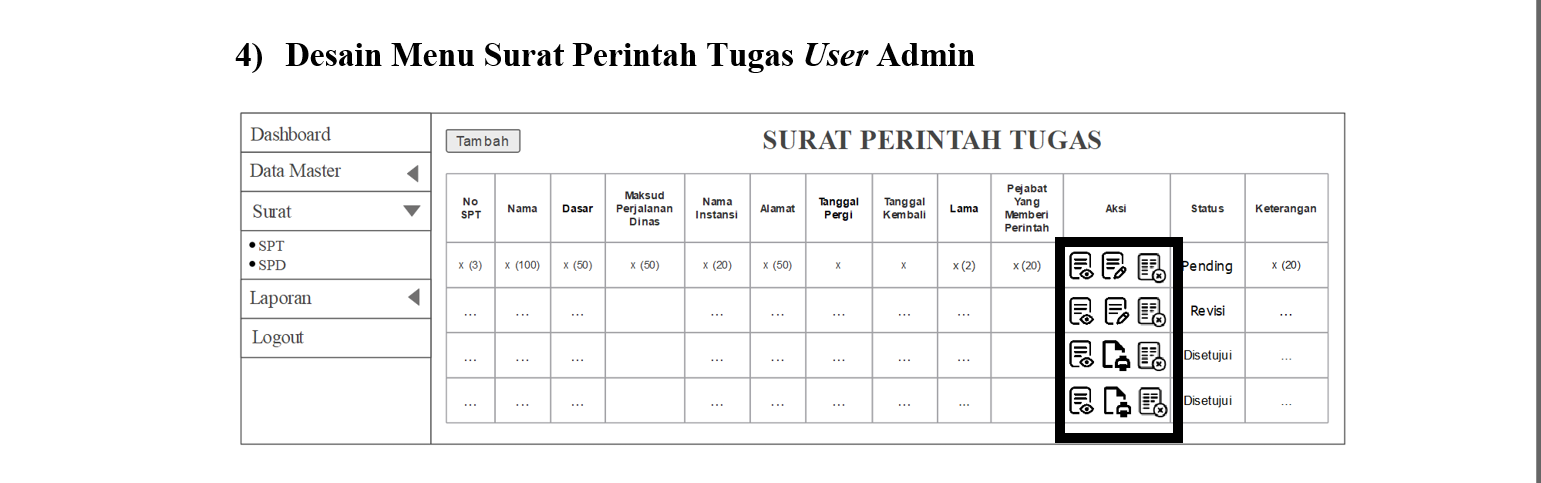 4) Desain Menu Surat Perintah Tugas User Admin
Dashboard
Data Master
Surat
• SPT
• SPD
Laporan
Logout
Tambah
SURAT PERINTAH TUGAS
No SPT Nama Dasar Maksud Perjalanan Dinas Nama Instansi Alamat Tanggal Pergi Tanggal Kembali Lama Pejabat Yang Memberi Perintah Aksi Status Keterangan
x (3) x (100) x (50) x (50) x (20) x (50) x x x (2) x (20) Pending x (20)
... ... ... ... ... ... ... ... Revisi ...
... ... ... ... ... ... ... ... Disetujui ...
... ... ... ... ... ... ... ... Disetujui ...